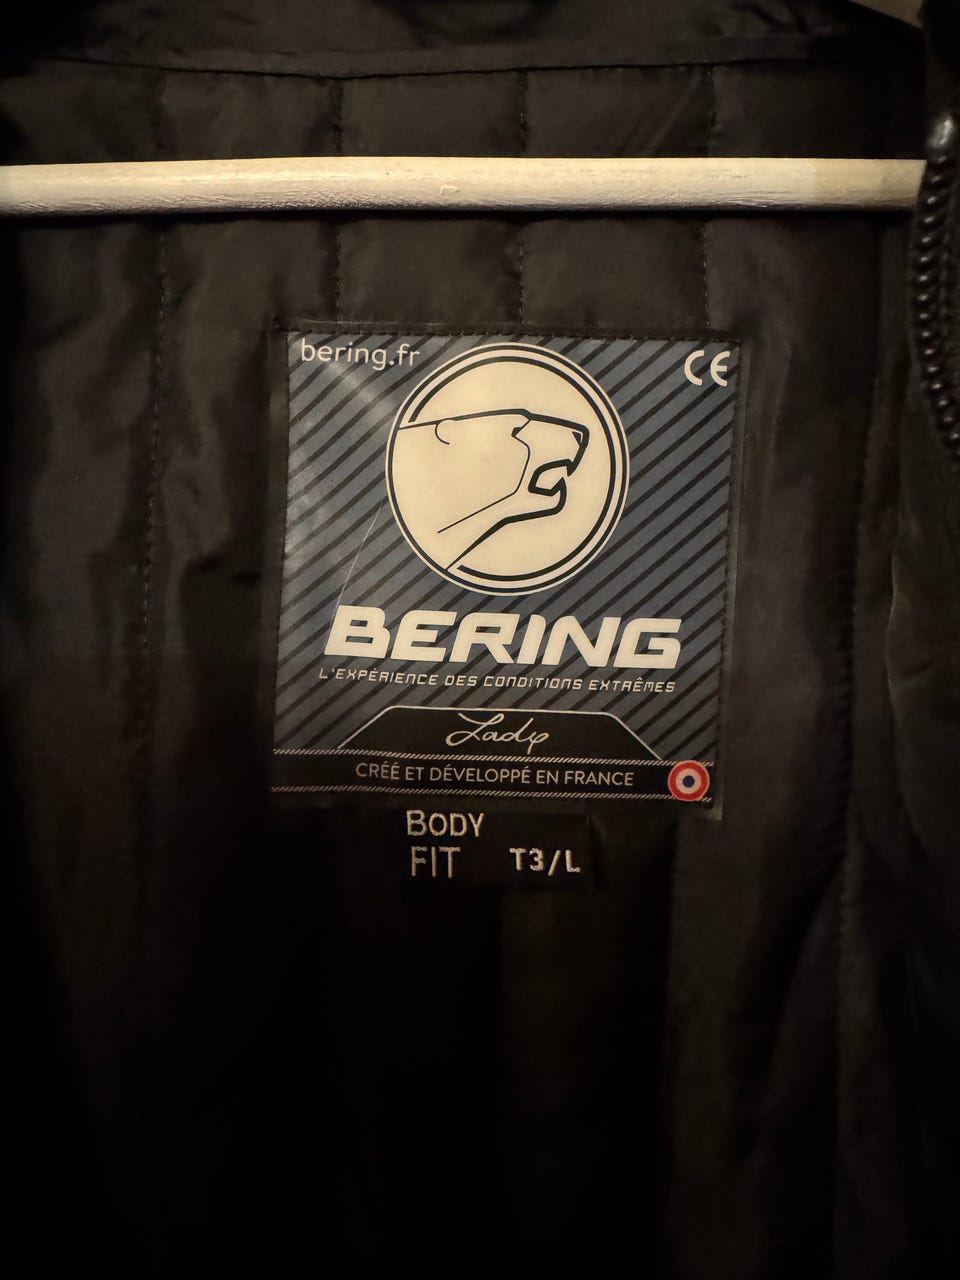 bering.fr
CE
BERING
L'EXPÉRIENCE DES CONDITIONS EXTRÊMES
Lady
CRÉÉ ET DÉVELOPPÉ EN FRANCE
BODY
FIT T3/L